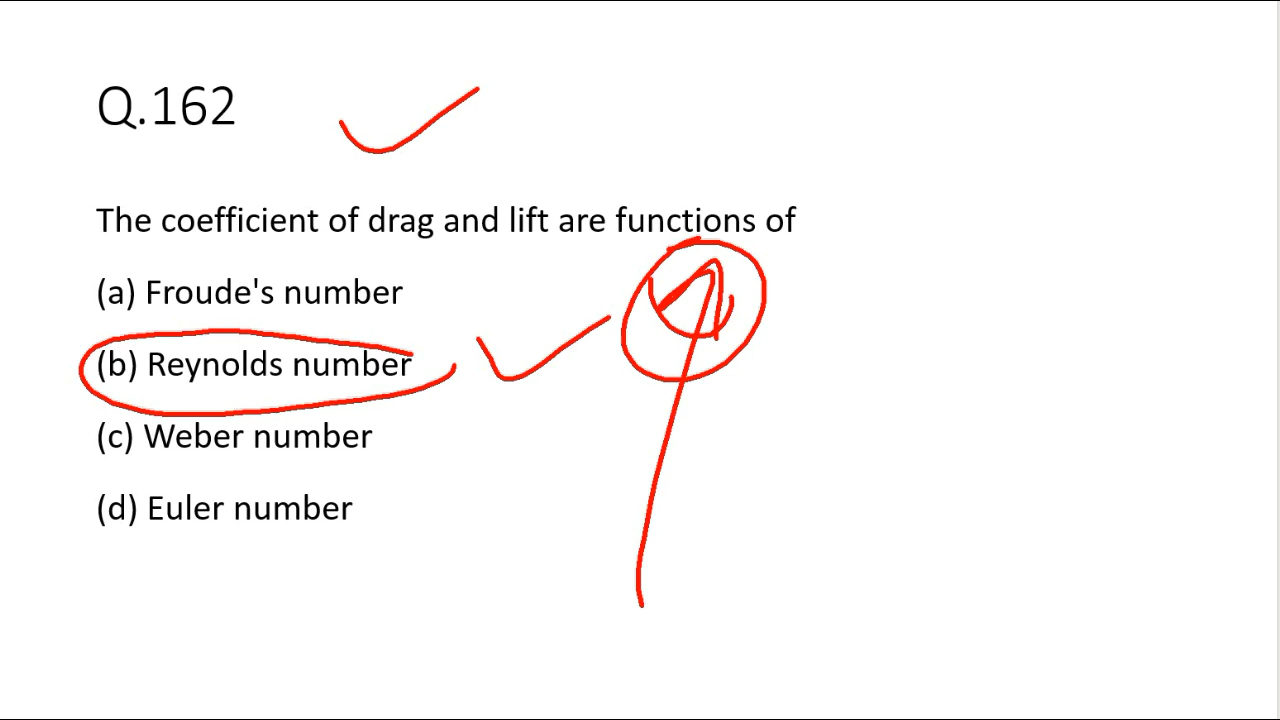 Q.162
The coefficient of drag and lift are functions of
(a) Froude's number
(b) Reynolds number
(c) Weber number
(d) Euler number